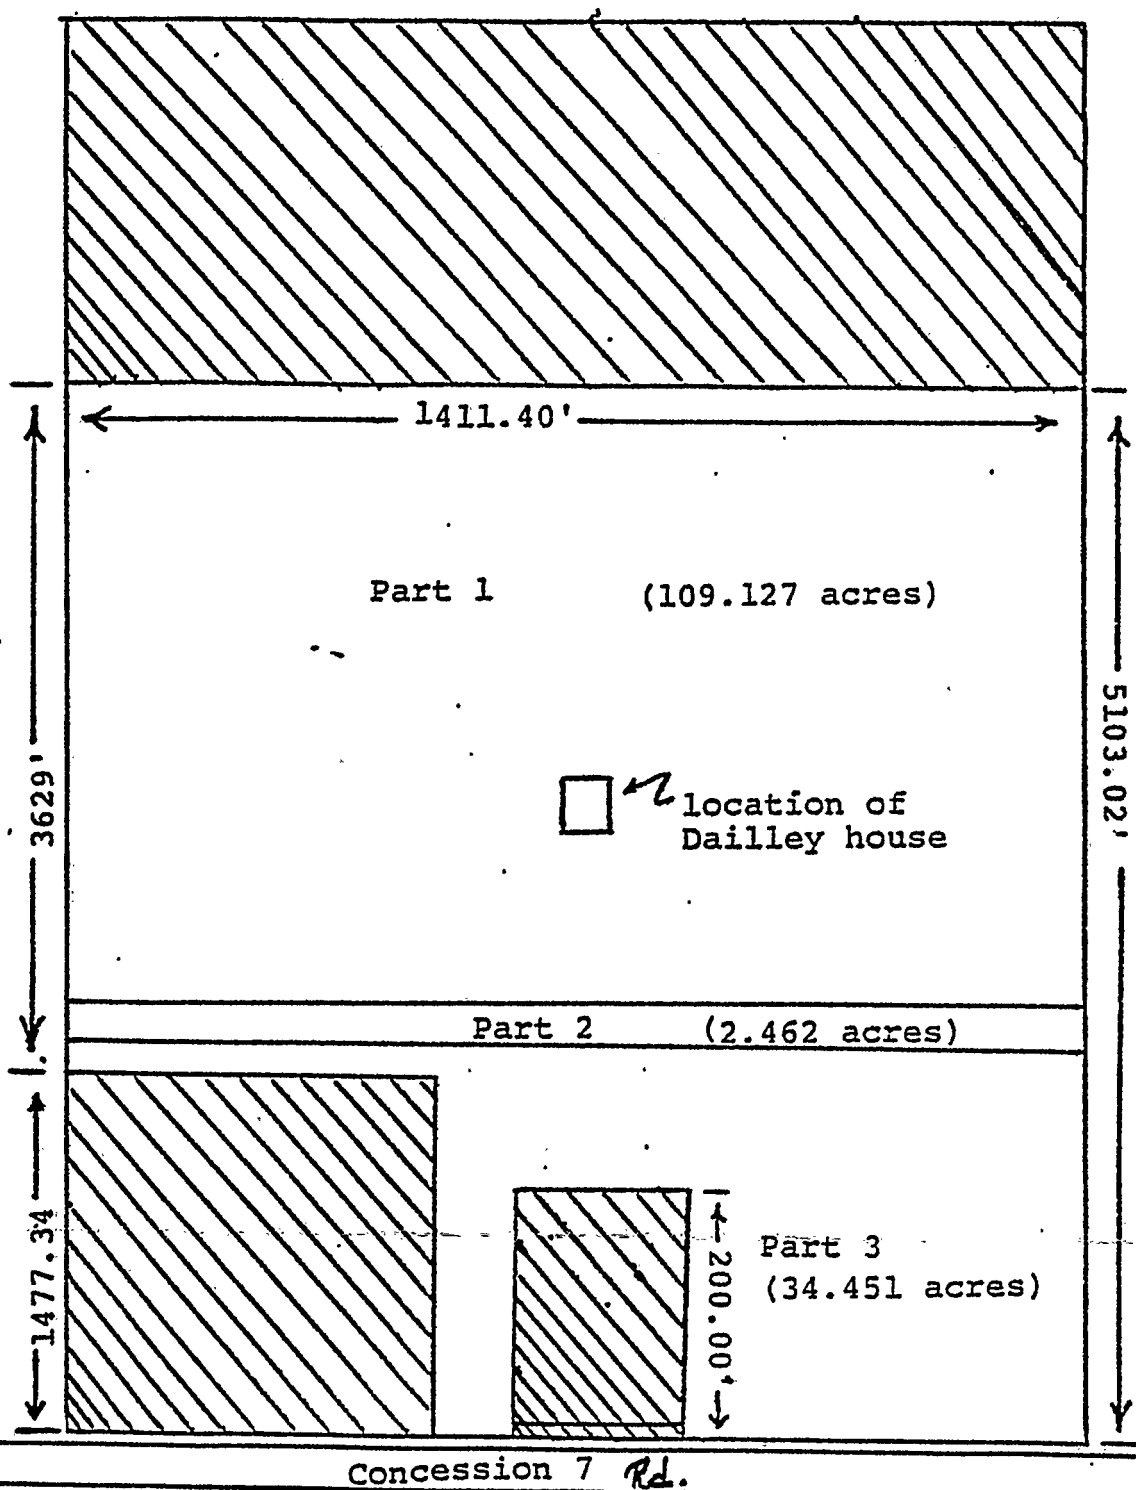 1411.40'
Part 1 (109.127 acres)
3629'
5103.02'
location of
Dailley house
Part 2 (2.462 acres)
1477.34
200.00'
Part 3
(34.451 acres)
Concession 7 Rd.